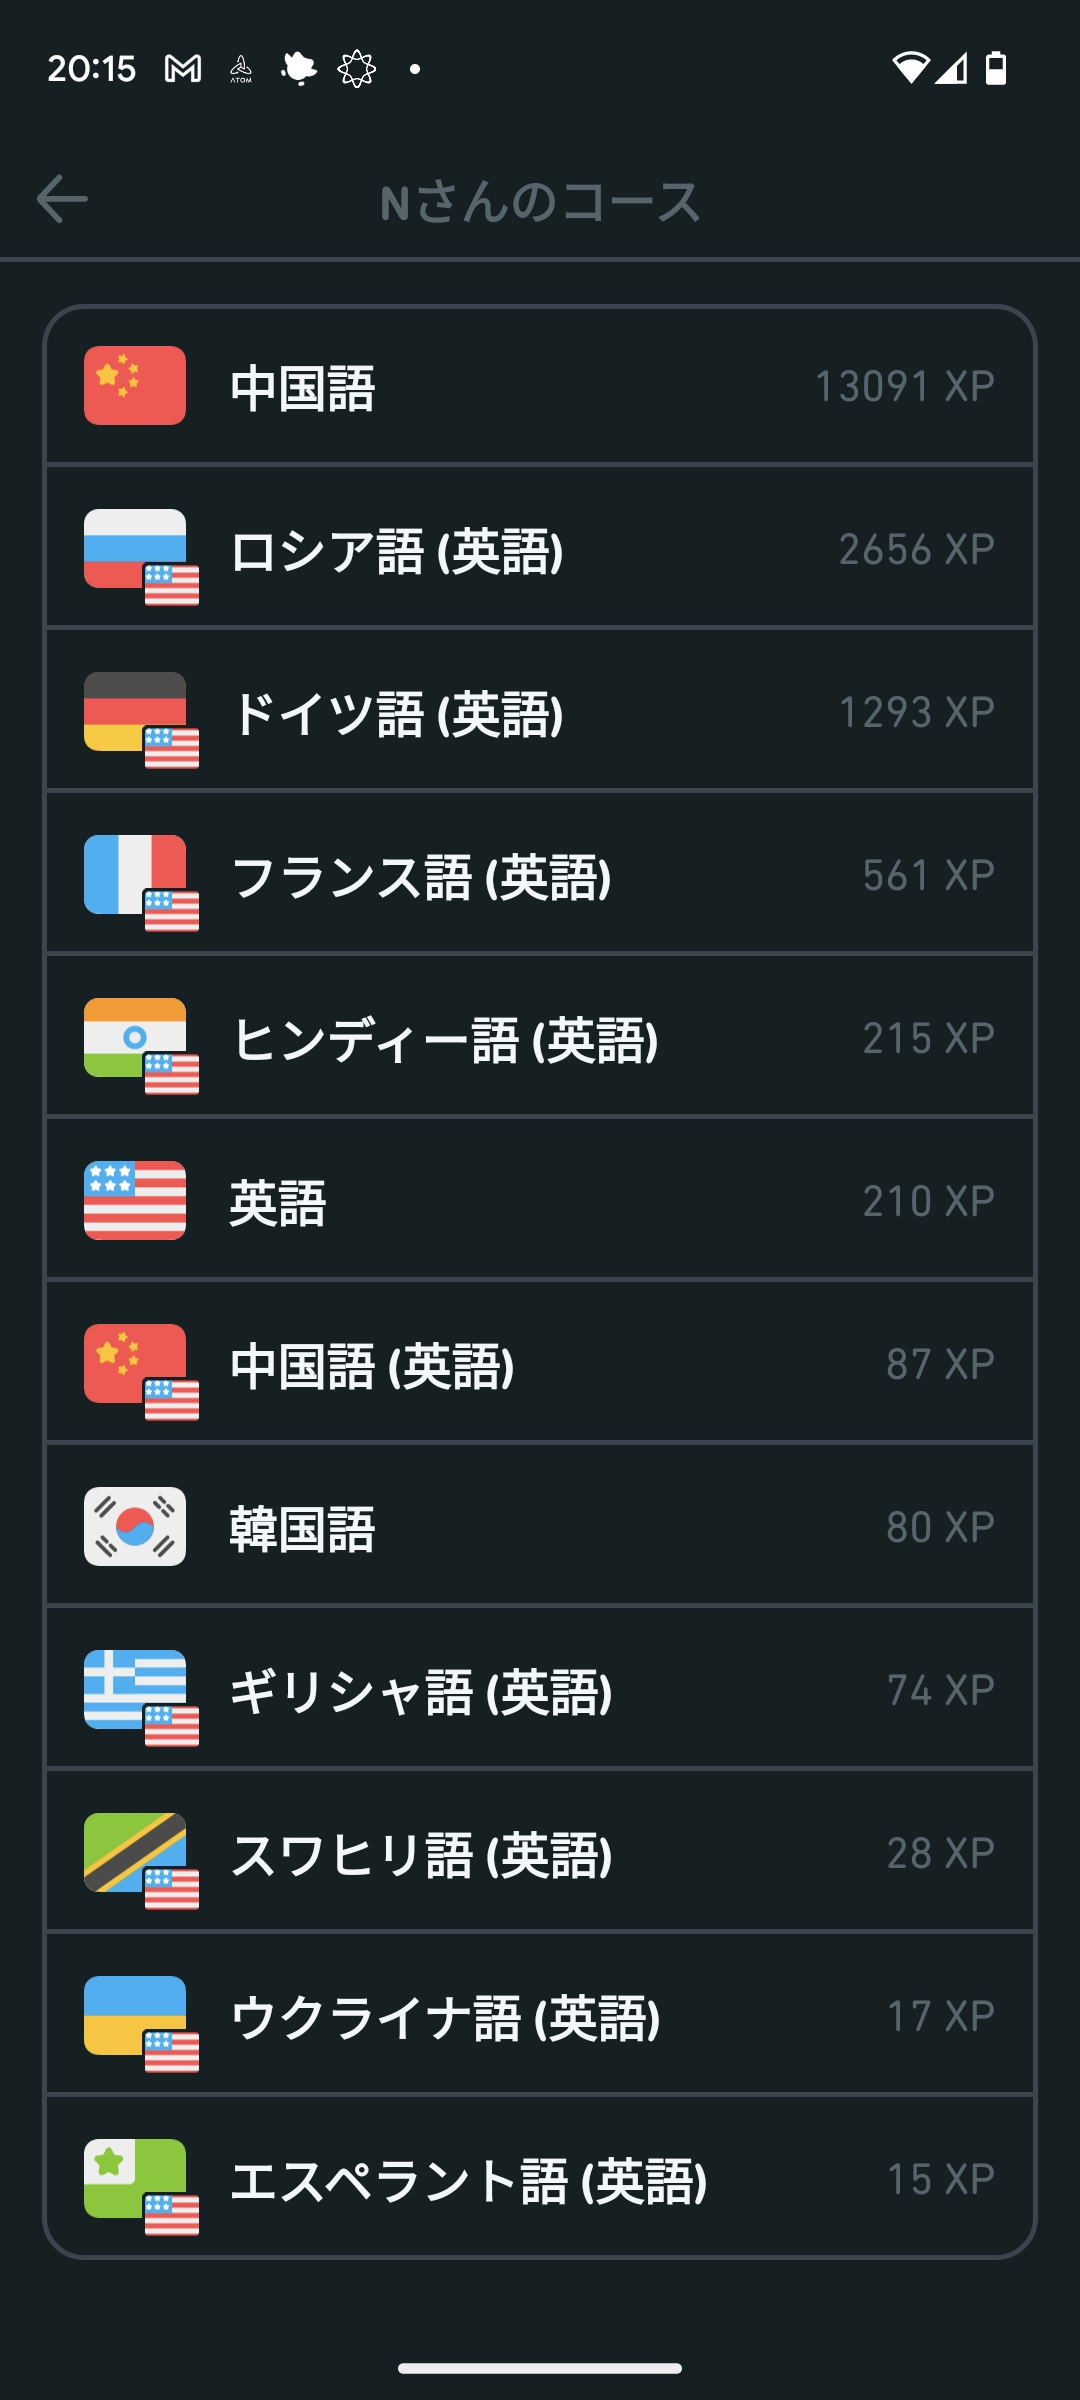 20:15
ATOM
Nさんのコース
中国語 13091 XP
ロシア語 (英語) 2656 XP
ドイツ語 (英語) 1293 XP
フランス語 (英語) 561 XP
ヒンディー語 (英語) 215 XP
英語 210 XP
中国語 (英語) 87 XP
韓国語 80 XP
ギリシャ語 (英語) 74 XP
スワヒリ語 (英語) 28 XP
ウクライナ語 (英語) 17 XP
エスペラント語 (英語) 15 XP